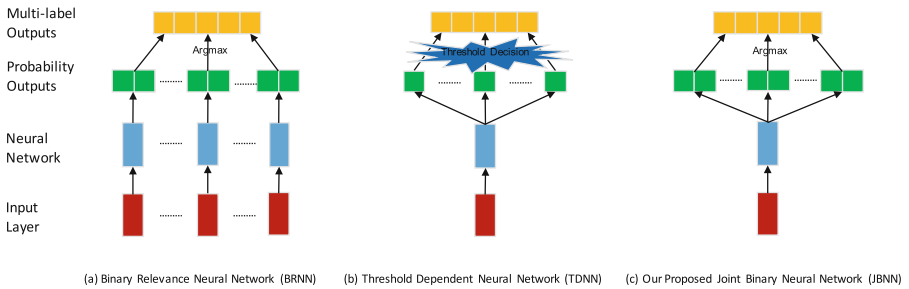 Multi-label
Outputs
Argmax
Threshold Decision
Argmax
Probability
Outputs
Neural
Network
Input
Layer
(a) Binary Relevance Neural Network (BRNN)
(b) Threshold Dependent Neural Network (TDNN)
(c) Our Proposed Joint Binary Neural Network (JBNN)